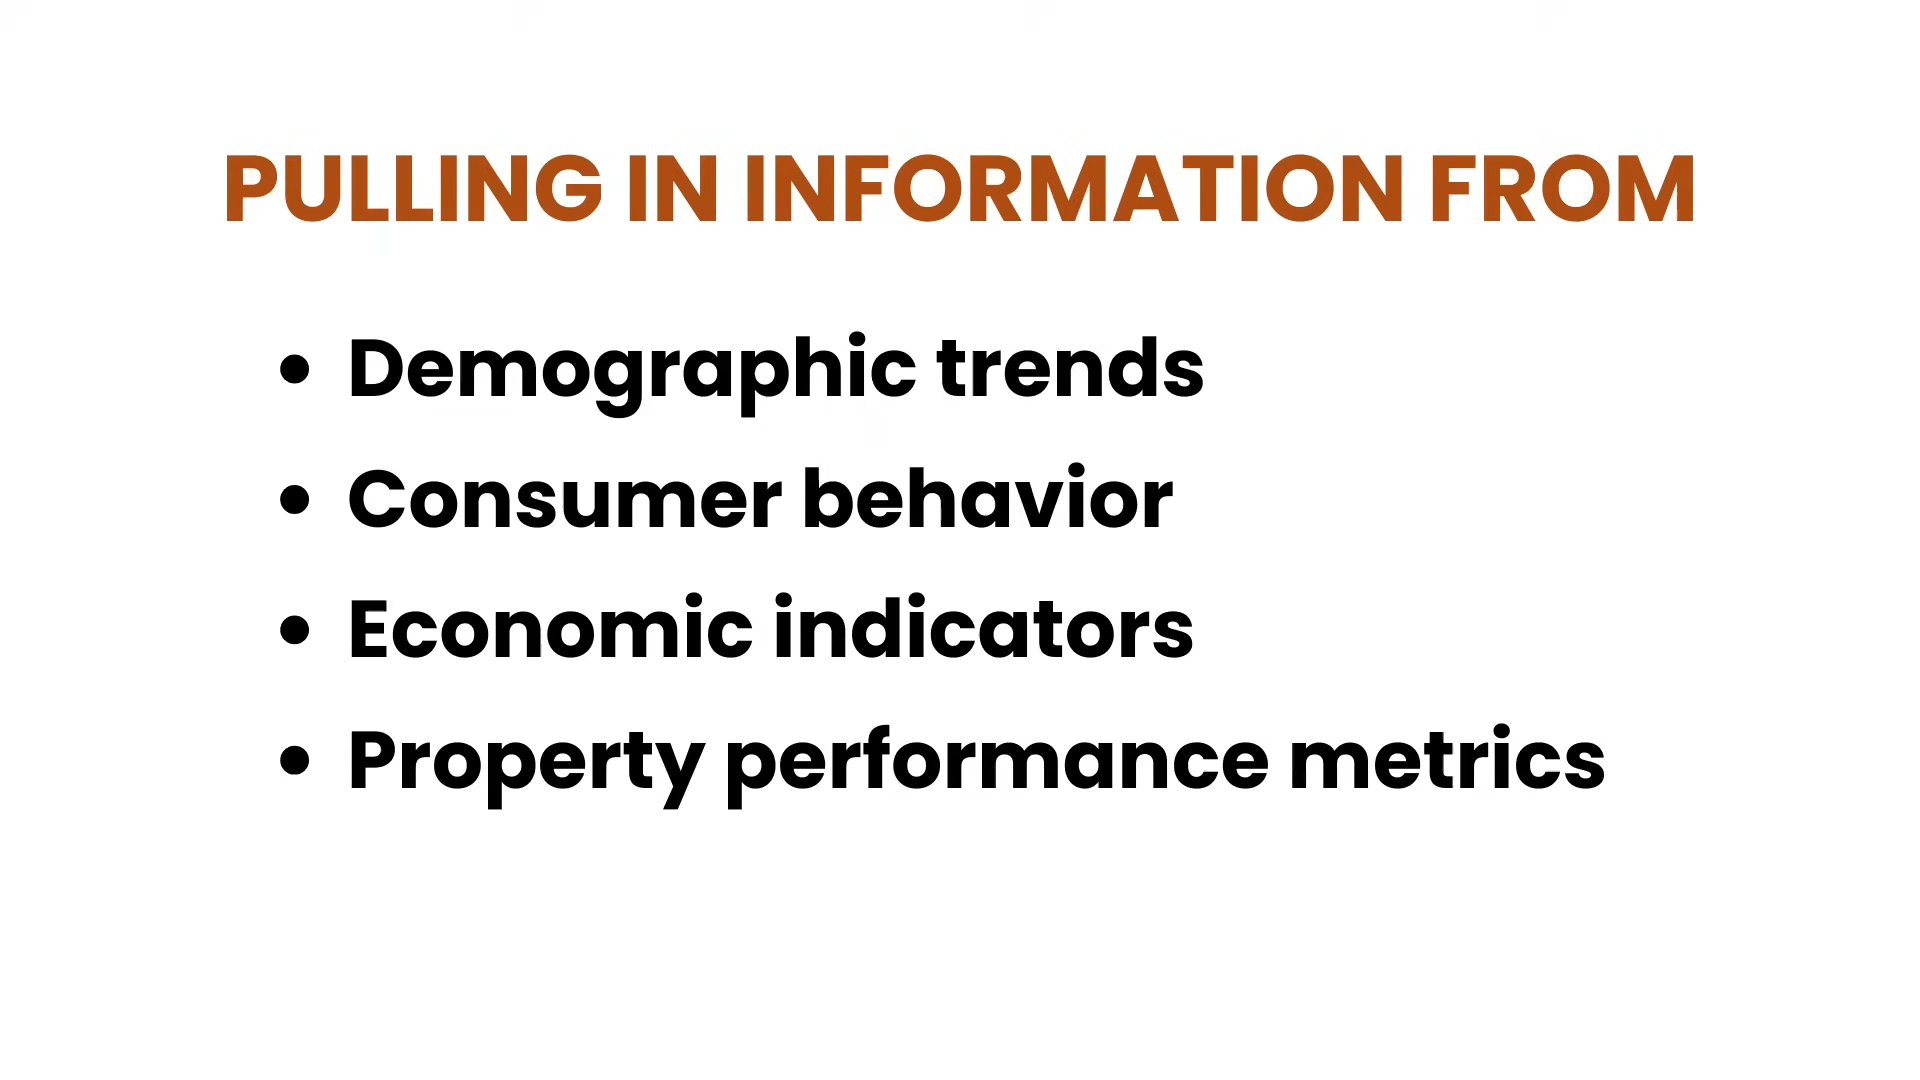 PULLING IN INFORMATION FROM
• Demographic trends
• Consumer behavior
• Economic indicators
• Property performance metrics